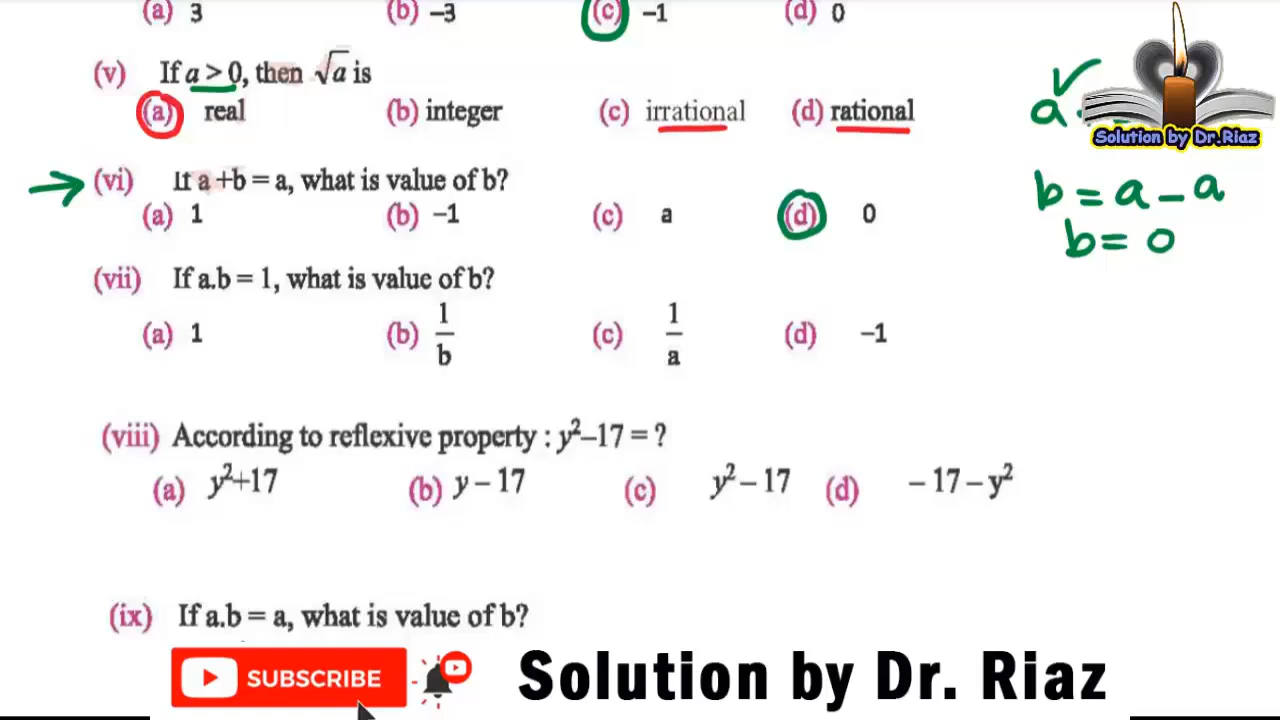 (a) 3 (b) –3 (c) –1 (d) 0
(v) If a > 0, then √a is
(a) real (b) integer (c) irrational (d) rational
a
Solution by Dr.Riaz
(vi) If a +b = a, what is value of b?
(a) 1 (b) –1 (c) a (d) 0
b = a – a
b = 0
(vii) If a.b = 1, what is value of b?
(a) 1 (b) 1/b (c) 1/a (d) –1
(viii) According to reflexive property : y²–17 = ?
(a) y²+17 (b) y – 17 (c) y² – 17 (d) – 17 – y²
(ix) If a.b = a, what is value of b?
SUBSCRIBE
Solution by Dr. Riaz